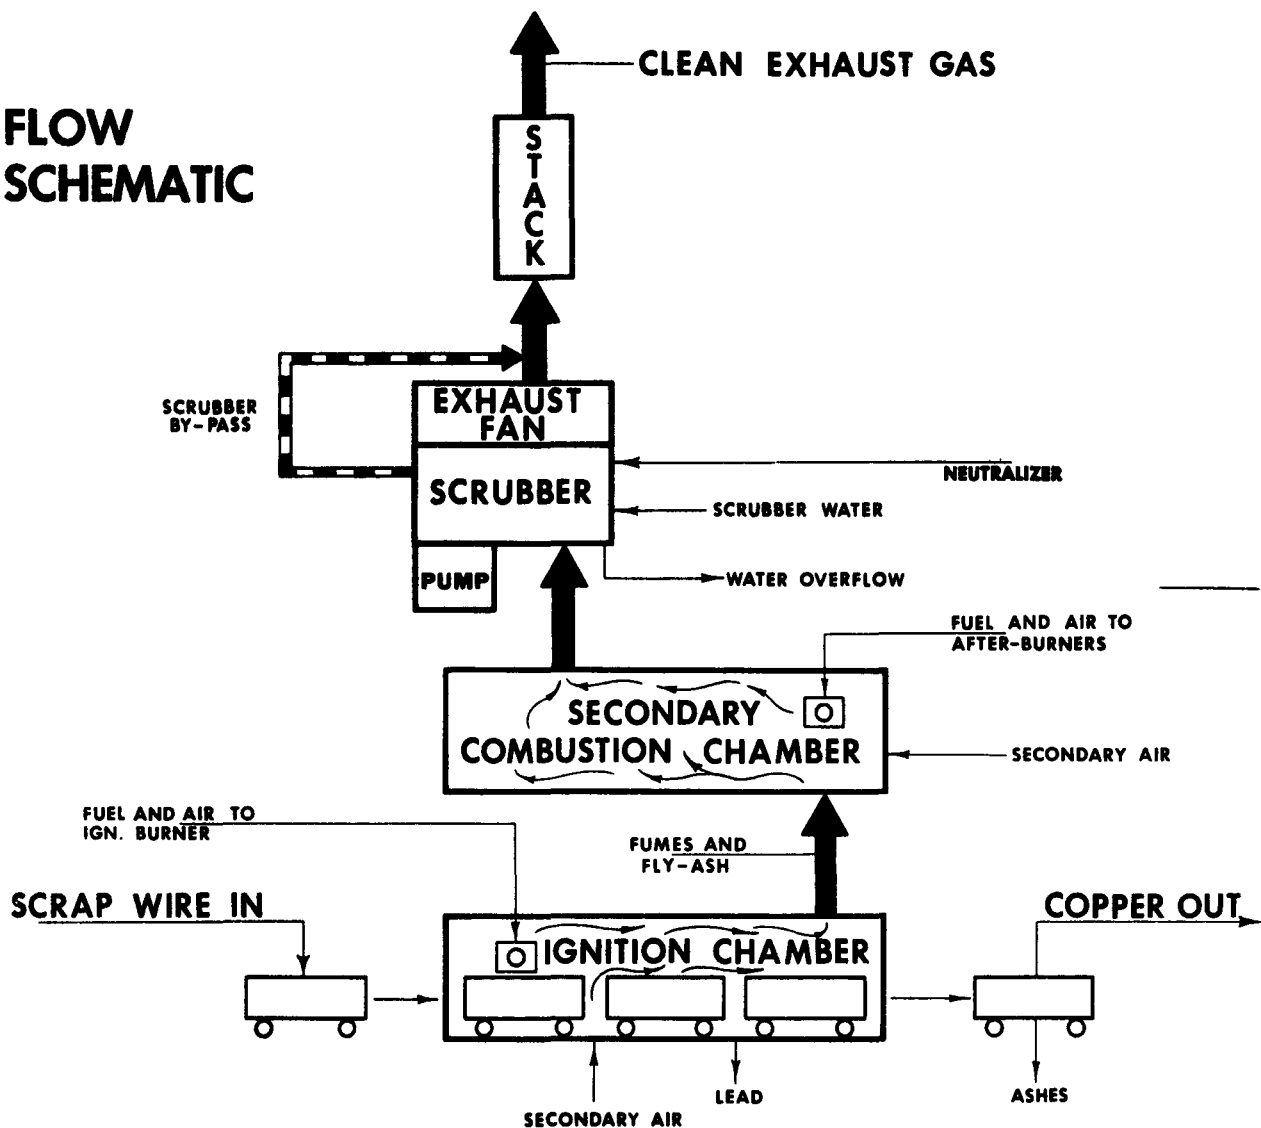 CLEAN EXHAUST GAS
FLOW
SCHEMATIC
STACK
SCRUBBER
BY-PASS
EXHAUST
FAN
NEUTRALIZER
SCRUBBER
SCRUBBER WATER
PUMP
WATER OVERFLOW
FUEL AND AIR TO
AFTER-BURNERS
SECONDARY
COMBUSTION CHAMBER
SECONDARY AIR
FUEL AND AIR TO
IGN. BURNER
FUMES AND
FLY-ASH
SCRAP WIRE IN
COPPER OUT
IGNITION CHAMBER
LEAD
ASHES
SECONDARY AIR